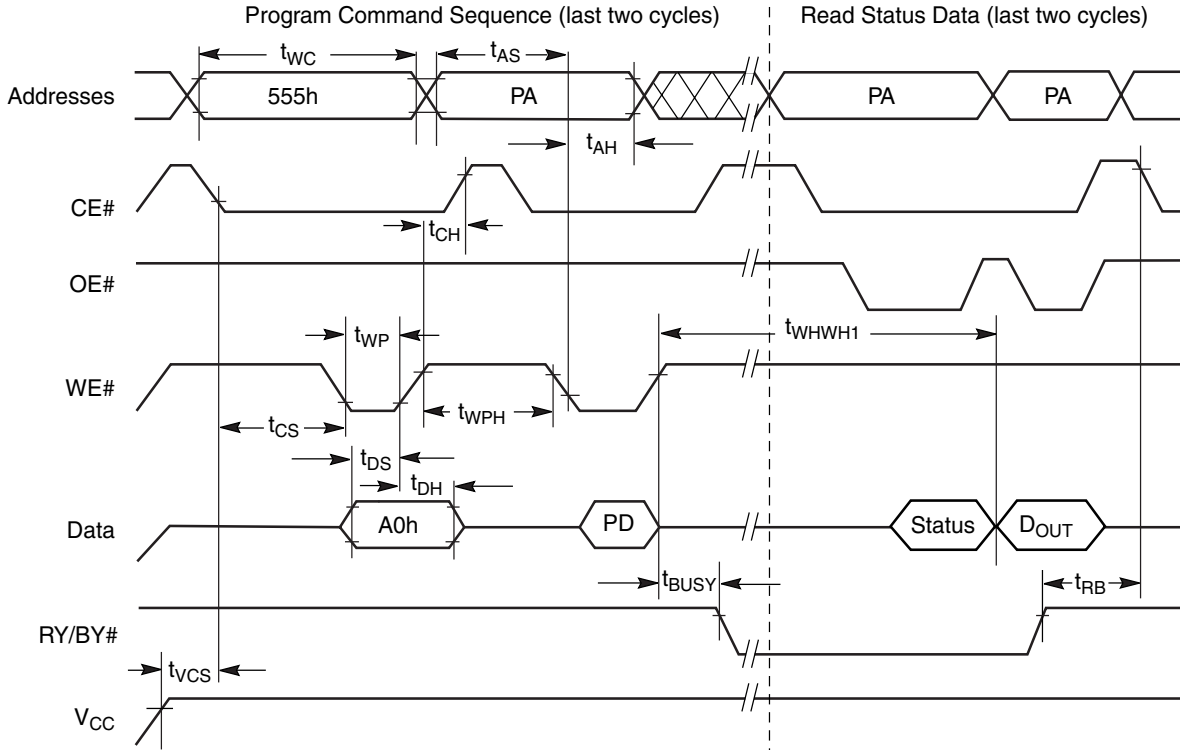 Program Command Sequence (last two cycles) Read Status Data (last two cycles)
tWC tAS
Addresses 555h PA PA PA
tAH
CE#
tCH
OE#
tWP tWHWH1
WE#
tCS tWPH
tDS
tDH
Data A0h PD Status DOUT
tBUSY tRB
RY/BY#
tVCS
VCC